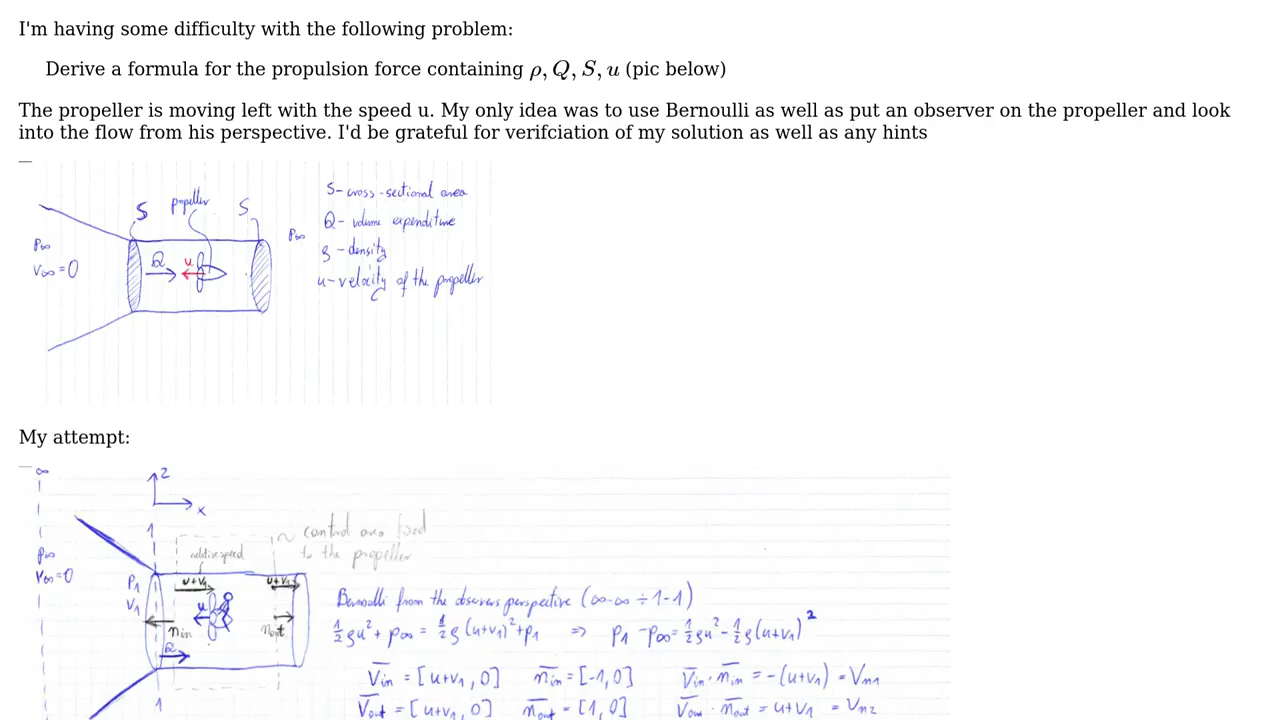 I'm having some difficulty with the following problem:
Derive a formula for the propulsion force containing ρ, Q, S, u (pic below)
The propeller is moving left with the speed u. My only idea was to use Bernoulli as well as put an observer on the propeller and look
into the flow from his perspective. I'd be grateful for verifciation of my solution as well as any hints
S propeller S
S - cross-sectional area
p∞ p∞
Q - volume expenditure
V∞ = 0 Q u
ρ - density
u - velocity of the propeller
My attempt:
∞ z
x
1
control area fixed
to the propeller
relative speed
p∞
V∞ = 0 P1 u+V1 u+V1
V1 u
n̄in n̄out
Q
1
Bernoulli from the observers perspective (∞-∞ ÷ 1-1)
½ρu² + p∞ = ½ρ(u+v₁)² + p₁ ⇒ p₁ - p∞ = ½ρu² - ½ρ(u+v₁)²
V̄in = [u+v₁, 0] n̄in = [-1, 0] V̄in · n̄in = -(u+v₁) = Vn1
V̄out = [u+v₁, 0] n̄out = [1, 0] V̄out · n̄out = u+v₁ = Vn2